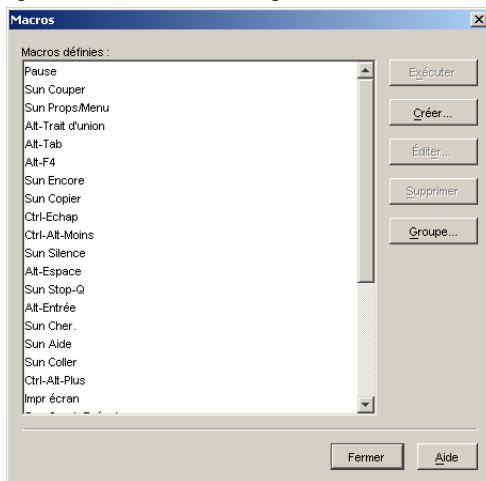 Macros
Macros définies :
Pause
Sun Couper
Sun Props/Menu
Alt-Trait d'union
Alt-Tab
Alt-F4
Sun Encore
Sun Copier
Ctrl-Echap
Ctrl-Alt-Moins
Sun Silence
Alt-Espace
Sun Stop-Q
Alt-Entrée
Sun Cher.
Sun Aide
Sun Coller
Ctrl-Alt-Plus
Impr écran
Exécuter
Créer...
Éditer...
Supprimer
Groupe...
Fermer
Aide